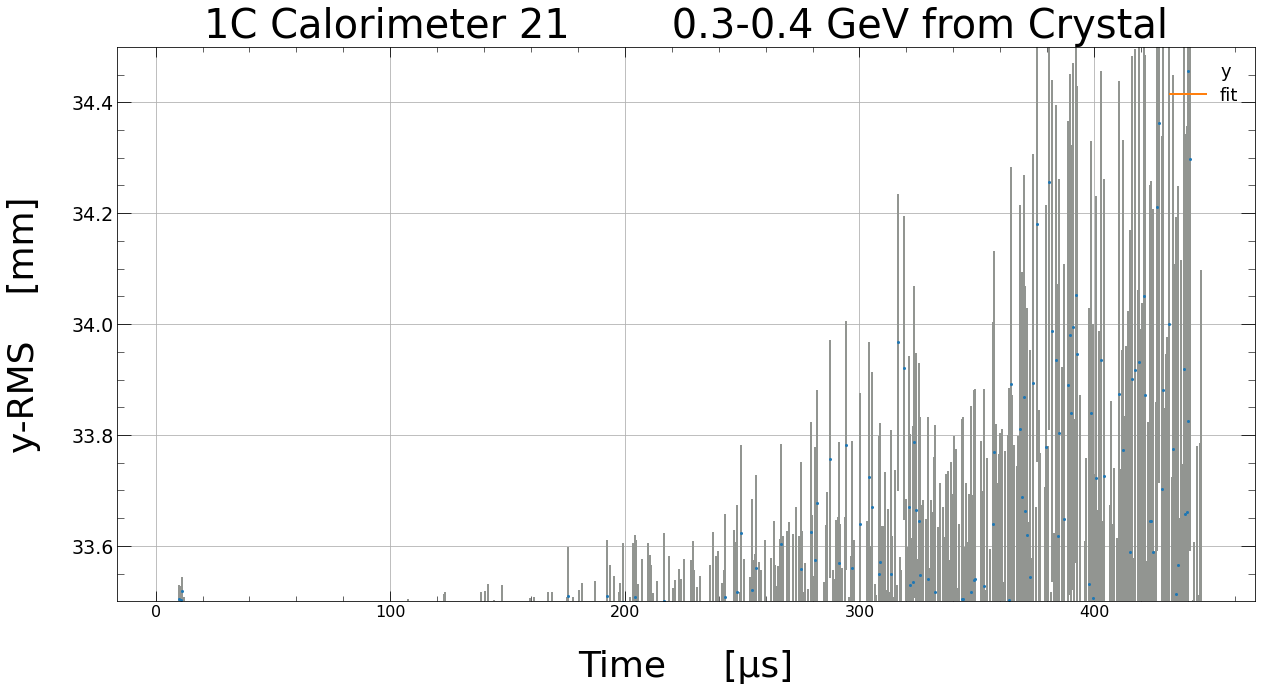 1C Calorimeter 21 0.3-0.4 GeV from Crystal
y
fit
34.4
34.2
34.0
33.8
33.6
y-RMS [mm]
0 100 200 300 400
Time [µs]